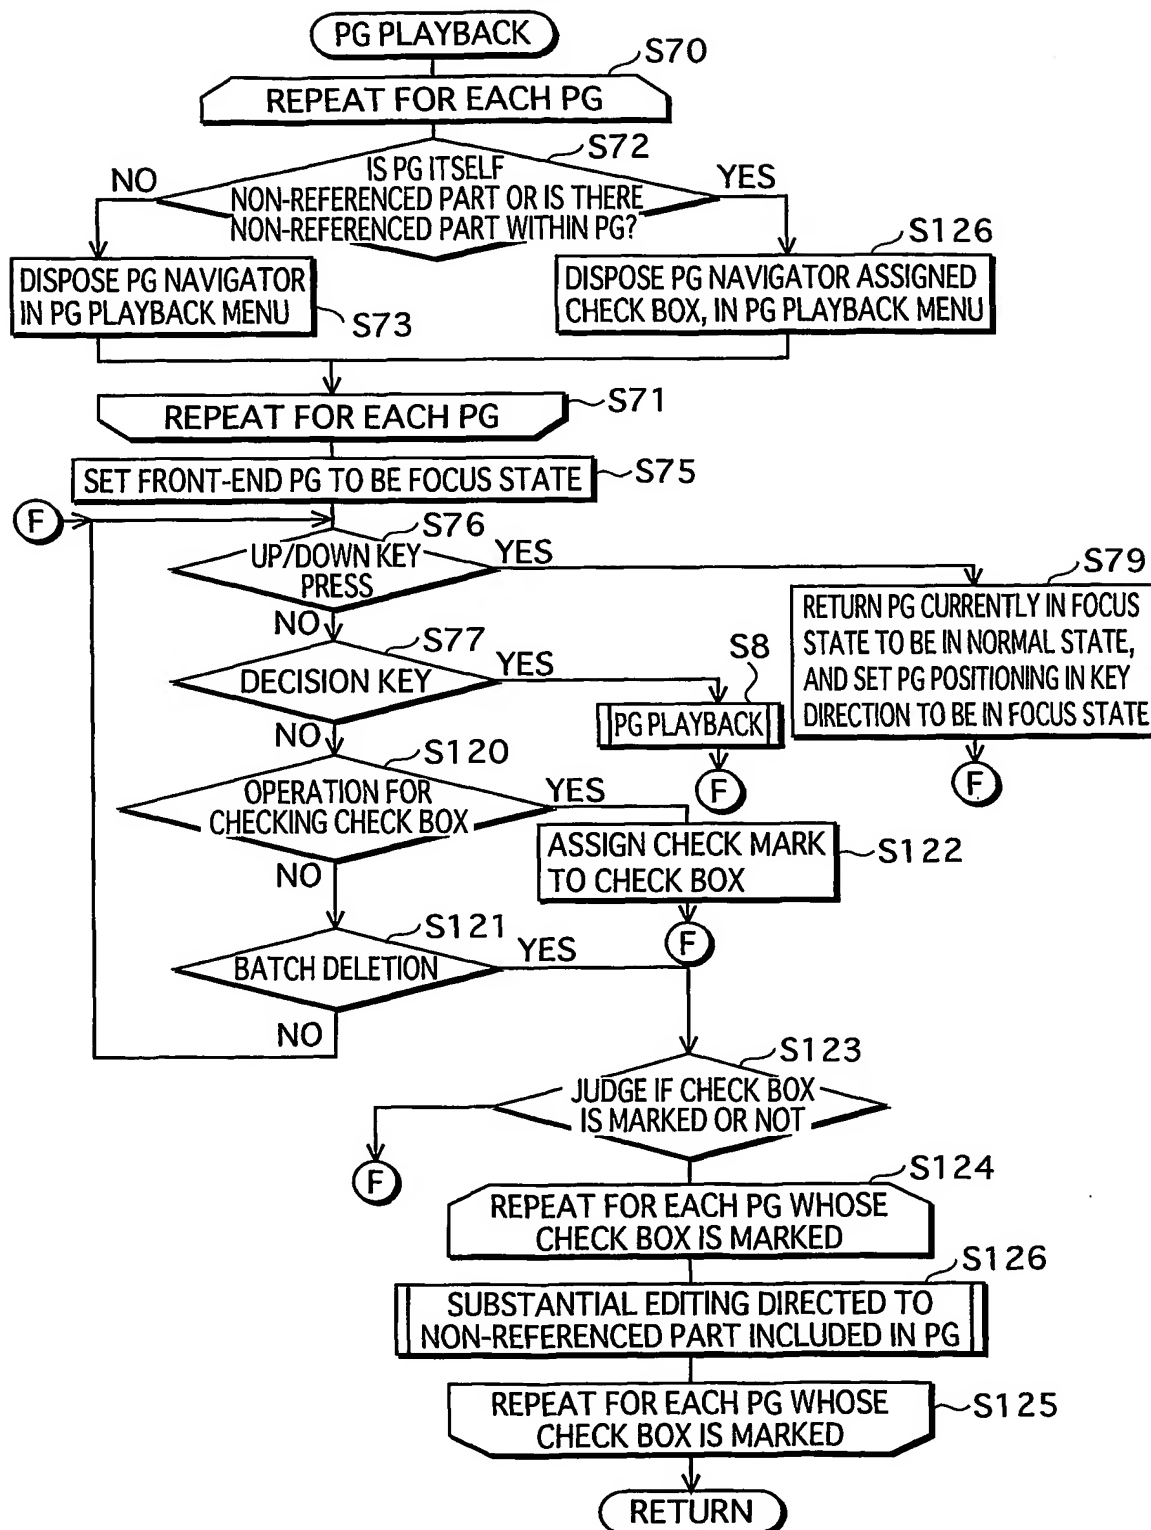 PG PLAYBACK
S70
REPEAT FOR EACH PG
S72
IS PG ITSELF
NON-REFERENCED PART OR IS THERE
NON-REFERENCED PART WITHIN PG?
NO
YES
DISPOSE PG NAVIGATOR
IN PG PLAYBACK MENU
S73
S126
DISPOSE PG NAVIGATOR ASSIGNED
CHECK BOX, IN PG PLAYBACK MENU
REPEAT FOR EACH PG
S71
SET FRONT-END PG TO BE FOCUS STATE
S75
F
S76
UP/DOWN KEY
PRESS
YES
NO
S79
RETURN PG CURRENTLY IN FOCUS
STATE TO BE IN NORMAL STATE,
AND SET PG POSITIONING IN KEY
DIRECTION TO BE IN FOCUS STATE
F
S77
DECISION KEY
YES
NO
S8
PG PLAYBACK
F
S120
OPERATION FOR
CHECKING CHECK BOX
YES
NO
ASSIGN CHECK MARK
TO CHECK BOX
S122
F
S121
BATCH DELETION
YES
NO
S123
JUDGE IF CHECK BOX
IS MARKED OR NOT
F
S124
REPEAT FOR EACH PG WHOSE
CHECK BOX IS MARKED
S126
SUBSTANTIAL EDITING DIRECTED TO
NON-REFERENCED PART INCLUDED IN PG
REPEAT FOR EACH PG WHOSE
CHECK BOX IS MARKED
S125
RETURN